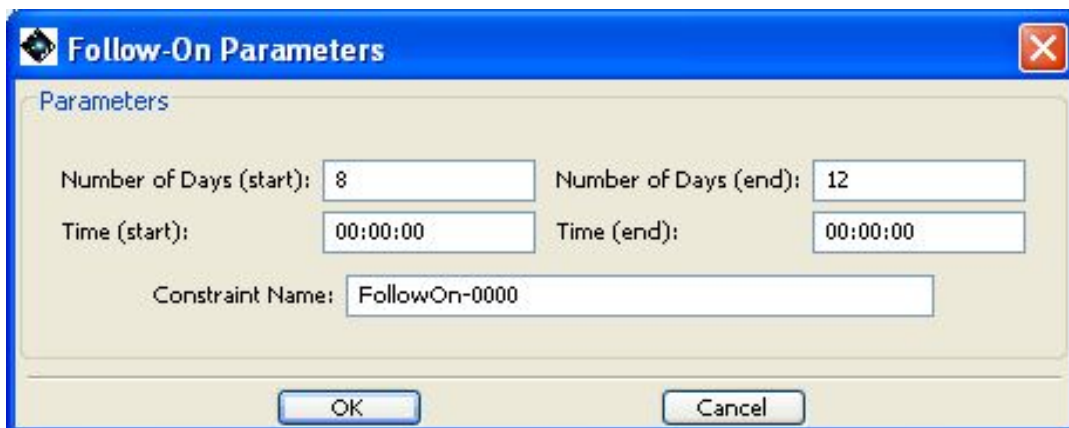 Follow-On Parameters
Parameters
Number of Days (start): 8 Number of Days (end): 12
Time (start): 00:00:00 Time (end): 00:00:00
Constraint Name: FollowOn-0000
OK Cancel